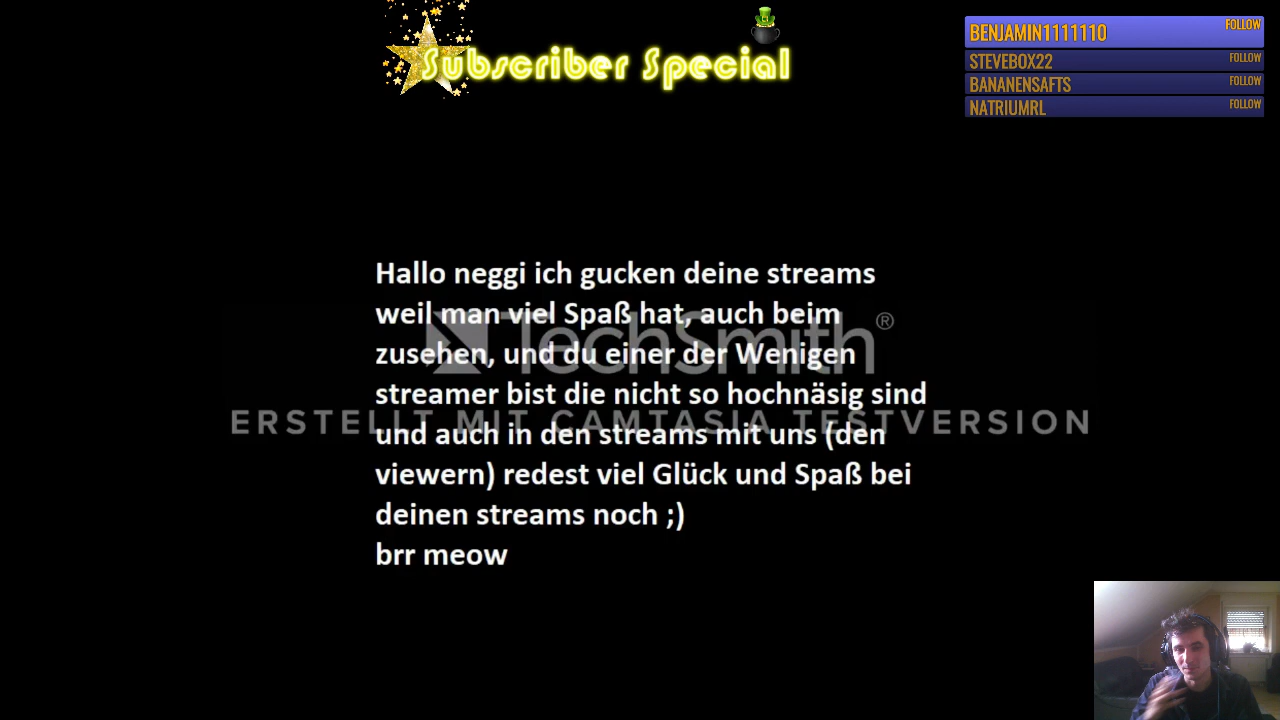 Subscriber Special
BENJAMIN1111110 FOLLOW
STEVEBOX22 FOLLOW
BANANENSAFTS FOLLOW
NATRIUMRL FOLLOW
Hallo neggi ich gucken deine streams
weil man viel Spaß hat, auch beim
zusehen, und du einer der Wenigen
streamer bist die nicht so hochnäsig sind
und auch in den streams mit uns (den
viewern) redest viel Glück und Spaß bei
deinen streams noch ;)
brr meow
TechSmith®
ERSTELLT MIT CAMTASIA TESTVERSION